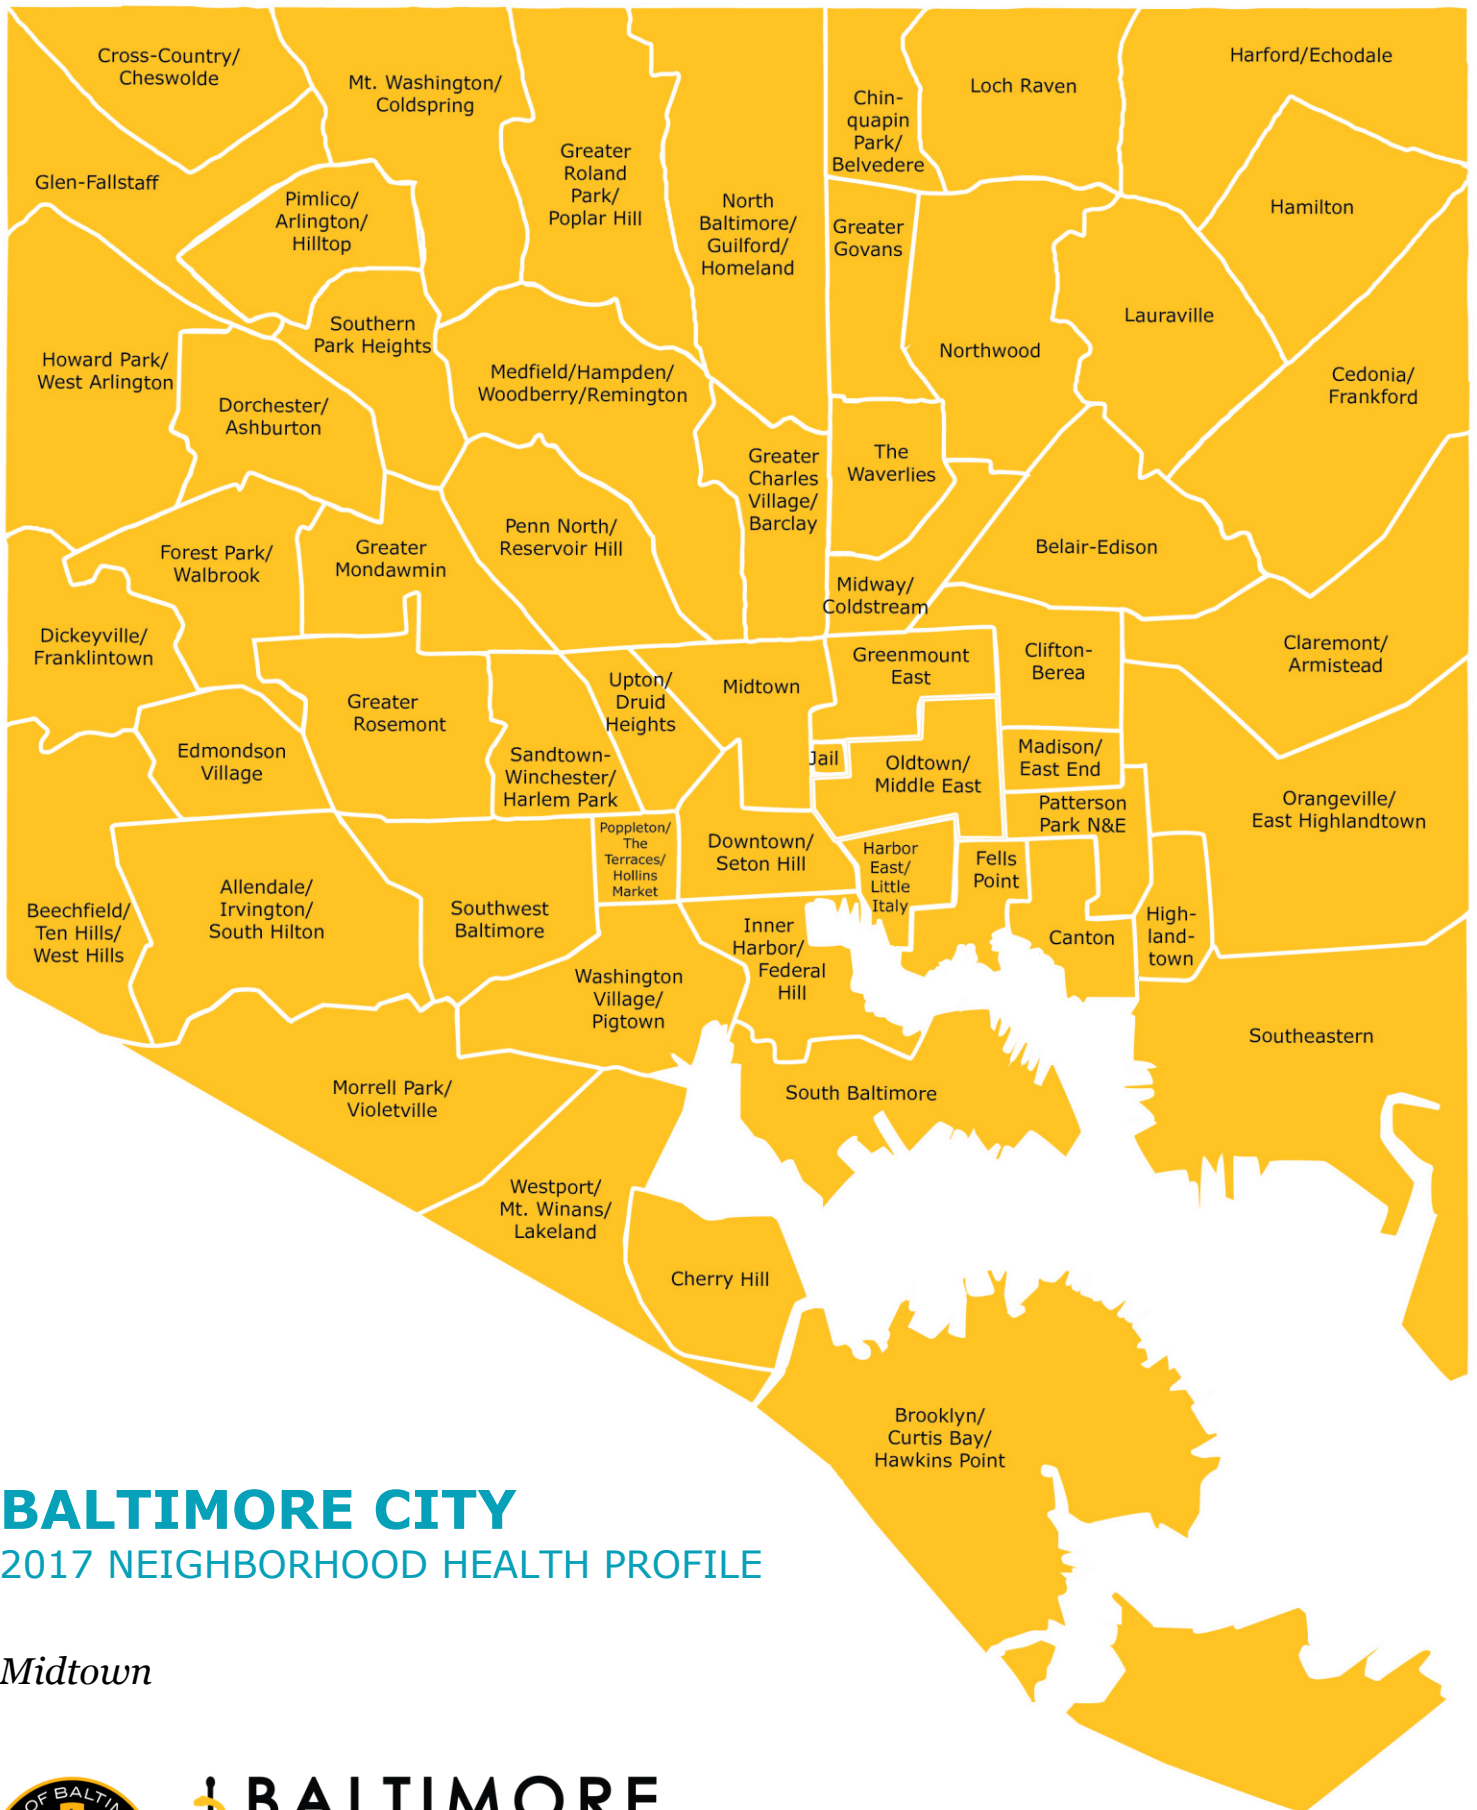 Cross-Country/
Cheswolde
Mt. Washington/
Coldspring
Greater
Roland
Park/
Poplar Hill
North
Baltimore/
Guilford/
Homeland
Chin-
quapin
Park/
Belvedere
Loch Raven
Harford/Echodale
Glen-Fallstaff
Pimlico/
Arlington/
Hilltop
Greater
Govans
Hamilton
Southern
Park Heights
Lauraville
Northwood
Howard Park/
West Arlington
Medfield/Hampden/
Woodberry/Remington
Cedonia/
Frankford
Dorchester/
Ashburton
Greater
Charles
Village/
Barclay
The
Waverlies
Penn North/
Reservoir Hill
Belair-Edison
Forest Park/
Walbrook
Greater
Mondawmin
Midway/
Coldstream
Dickeyville/
Franklintown
Greenmount
East
Clifton-
Berea
Claremont/
Armistead
Upton/
Druid
Heights
Midtown
Greater
Rosemont
Edmondson
Village
Sandtown-
Winchester/
Harlem Park
Jail
Oldtown/
Middle East
Madison/
East End
Patterson
Park N&E
Orangeville/
East Highlandtown
Poppleton/
The
Terraces/
Hollins
Market
Downtown/
Seton Hill
Harbor
East/
Little
Italy
Fells
Point
Allendale/
Irvington/
South Hilton
Beechfield/
Ten Hills/
West Hills
Southwest
Baltimore
Inner
Harbor/
Federal
Hill
Canton
High-
land-
town
Washington
Village/
Pigtown
Southeastern
Morrell Park/
Violetville
South Baltimore
Westport/
Mt. Winans/
Lakeland
Cherry Hill
Brooklyn/
Curtis Bay/
Hawkins Point
BALTIMORE CITY
2017 NEIGHBORHOOD HEALTH PROFILE
Midtown
OF BALTI
BALTIMORE